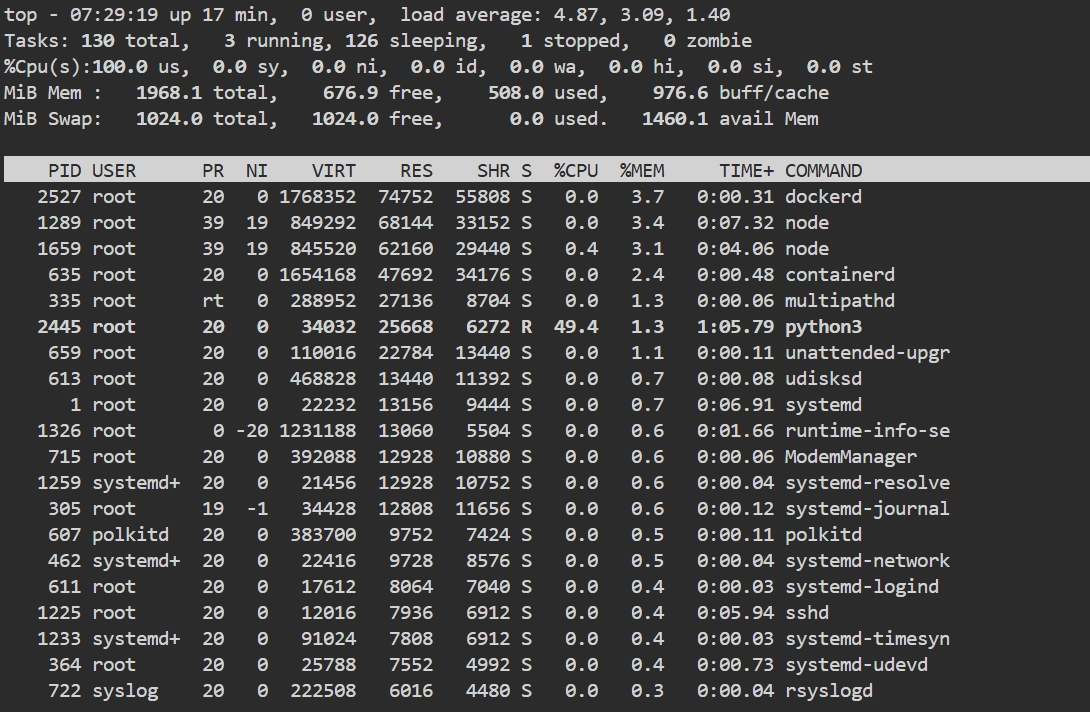 top - 07:29:19 up 17 min,  0 user,  load average: 4.87, 3.09, 1.40
Tasks: 130 total,   3 running, 126 sleeping,   1 stopped,   0 zombie
%Cpu(s):100.0 us,  0.0 sy,  0.0 ni,  0.0 id,  0.0 wa,  0.0 hi,  0.0 si,  0.0 st
MiB Mem :   1968.1 total,    676.9 free,    508.0 used,    976.6 buff/cache
MiB Swap:   1024.0 total,   1024.0 free,      0.0 used.   1460.1 avail Mem
    PID USER      PR  NI    VIRT    RES    SHR S  %CPU  %MEM     TIME+ COMMAND
   2527 root      20   0 1768352  74752  55808 S   0.0   3.7   0:00.31 dockerd
   1289 root      39  19  849292  68144  33152 S   0.0   3.4   0:07.32 node
   1659 root      39  19  845520  62160  29440 S   0.4   3.1   0:04.06 node
    635 root      20   0 1654168  47692  34176 S   0.0   2.4   0:00.48 containerd
    335 root      rt   0  288952  27136   8704 S   0.0   1.3   0:00.06 multipathd
   2445 root      20   0   34032  25668   6272 R  49.4   1.3   1:05.79 python3
    659 root      20   0  110016  22784  13440 S   0.0   1.1   0:00.11 unattended-upgr
    613 root      20   0  468828  13440  11392 S   0.0   0.7   0:00.08 udisksd
      1 root      20   0   22232  13156   9444 S   0.0   0.7   0:06.91 systemd
   1326 root       0 -20 1231188  13060   5504 S   0.0   0.6   0:01.66 runtime-info-se
    715 root      20   0  392088  12928  10880 S   0.0   0.6   0:00.06 ModemManager
   1259 systemd+  20   0   21456  12928  10752 S   0.0   0.6   0:00.04 systemd-resolve
    305 root      19  -1   34428  12808  11656 S   0.0   0.6   0:00.12 systemd-journal
    607 polkitd   20   0  383700   9752   7424 S   0.0   0.5   0:00.11 polkitd
    462 systemd+  20   0   22416   9728   8576 S   0.0   0.5   0:00.04 systemd-network
    611 root      20   0   17612   8064   7040 S   0.0   0.4   0:00.03 systemd-logind
   1225 root      20   0   12016   7936   6912 S   0.0   0.4   0:05.94 sshd
   1233 systemd+  20   0   91024   7808   6912 S   0.0   0.4   0:00.03 systemd-timesyn
    364 root      20   0   25788   7552   4992 S   0.0   0.4   0:00.73 systemd-udevd
    722 syslog    20   0  222508   6016   4480 S   0.0   0.3   0:00.04 rsyslogd